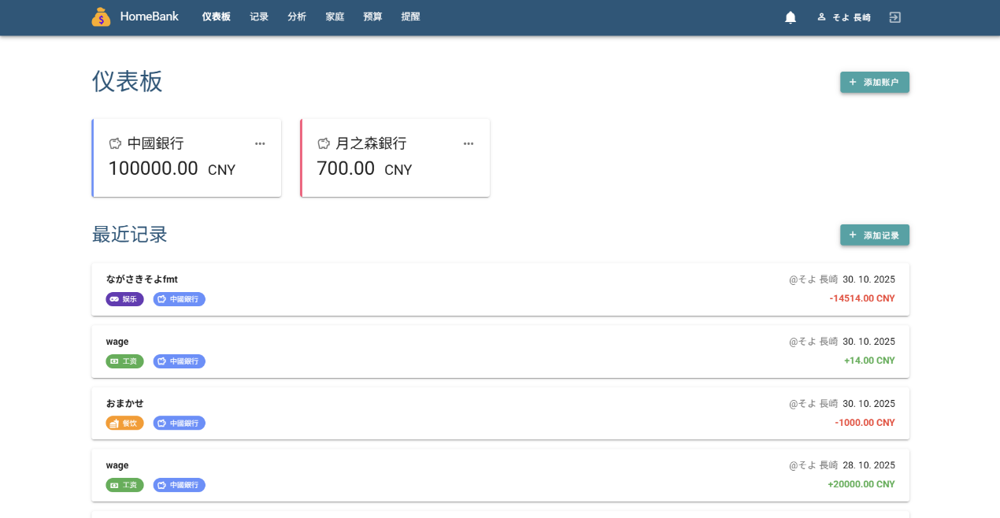 HomeBank 仪表板 记录 分析 家庭 预算 提醒 そよ 長崎
仪表板
+ 添加账户
中國銀行 ...
100000.00 CNY
月之森銀行 ...
700.00 CNY
最近记录
+ 添加记录
ながさきそよfmt
@そよ 長崎 30. 10. 2025
娱乐 中國銀行
-14514.00 CNY
wage
@そよ 長崎 30. 10. 2025
工资 中國銀行
+14.00 CNY
おまかせ
@そよ 長崎 30. 10. 2025
餐饮 中國銀行
-1000.00 CNY
wage
@そよ 長崎 28. 10. 2025
工资 中國銀行
+20000.00 CNY